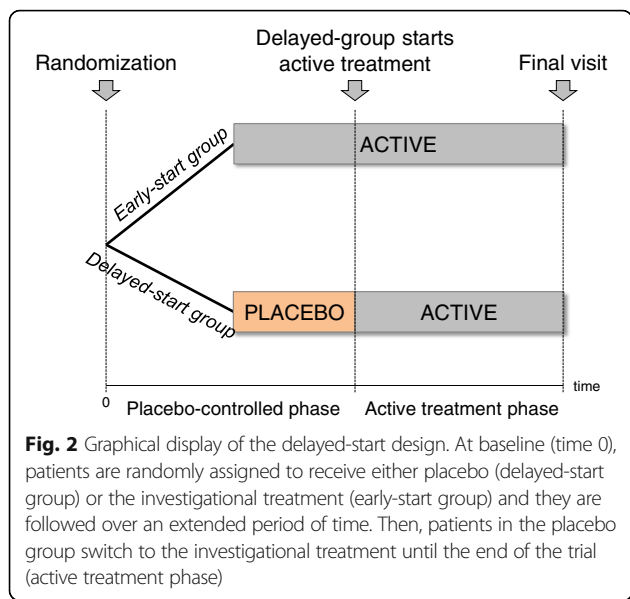 Delayed-group starts
active treatment
Randomization
Final visit
ACTIVE
Early-start group
Delayed-start group
PLACEBO
ACTIVE
time
0
Placebo-controlled phase
Active treatment phase
Fig. 2 Graphical display of the delayed-start design. At baseline (time 0),
patients are randomly assigned to receive either placebo (delayed-start
group) or the investigational treatment (early-start group) and they are
followed over an extended period of time. Then, patients in the placebo
group switch to the investigational treatment until the end of the trial
(active treatment phase)